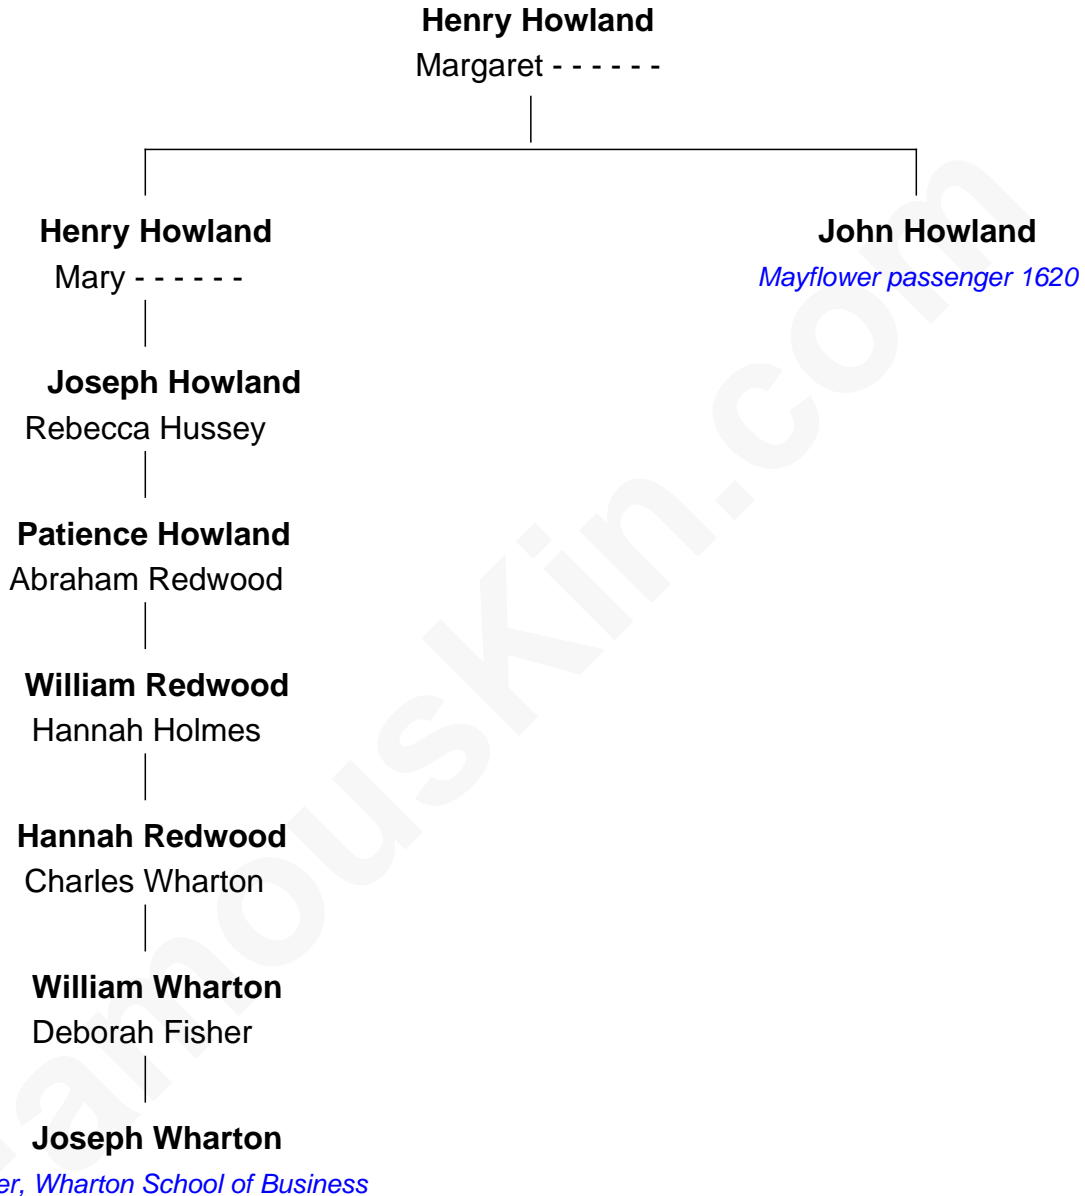 Henry Howland
Margaret - - - - - -
Henry Howland
Mary - - - - - -
John Howland
Mayflower passenger 1620
Joseph Howland
Rebecca Hussey
Patience Howland
Abraham Redwood
William Redwood
Hannah Holmes
Hannah Redwood
Charles Wharton
William Wharton
Deborah Fisher
Joseph Wharton
er, Wharton School of Business
amouskin.com